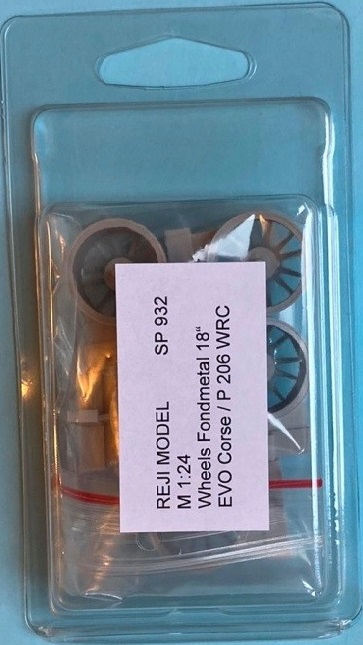 REJI MODEL SP 932
M 1:24
Wheels Fondmetal 18"
EVO Corse / P 206 WRC